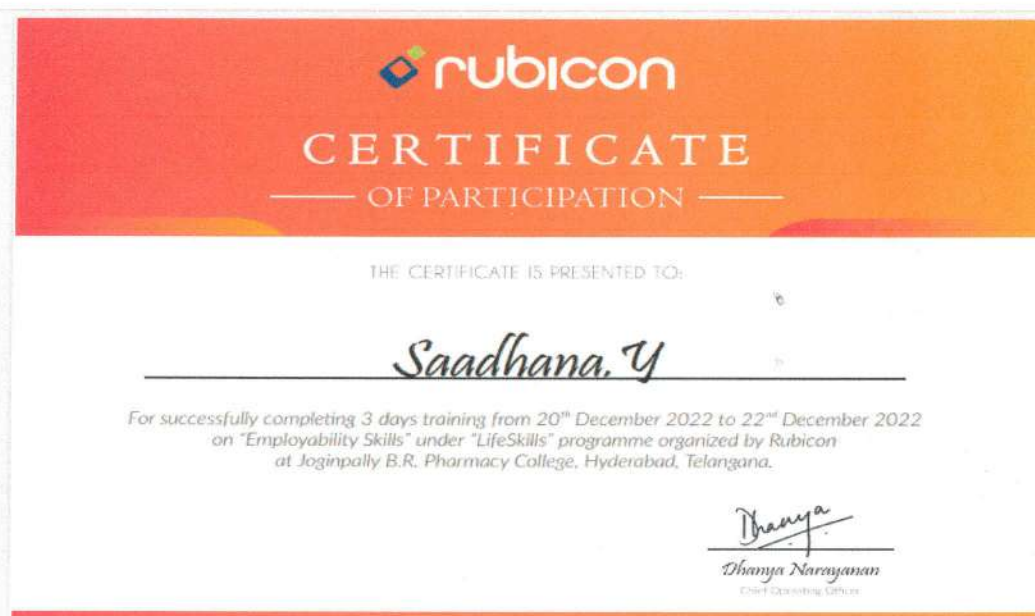 rubicon
CERTIFICATE
OF PARTICIPATION
THE CERTIFICATE IS PRESENTED TO:
Saadhana. Y
For successfully completing 3 days training from 20th December 2022 to 22nd December 2022
on "Employability Skills" under "LifeSkills" programme organized by Rubicon
at Joginpally B.R. Pharmacy College, Hyderabad, Telangana.
Dhanya
Dhanya Narayanan
Chief Operating Officer